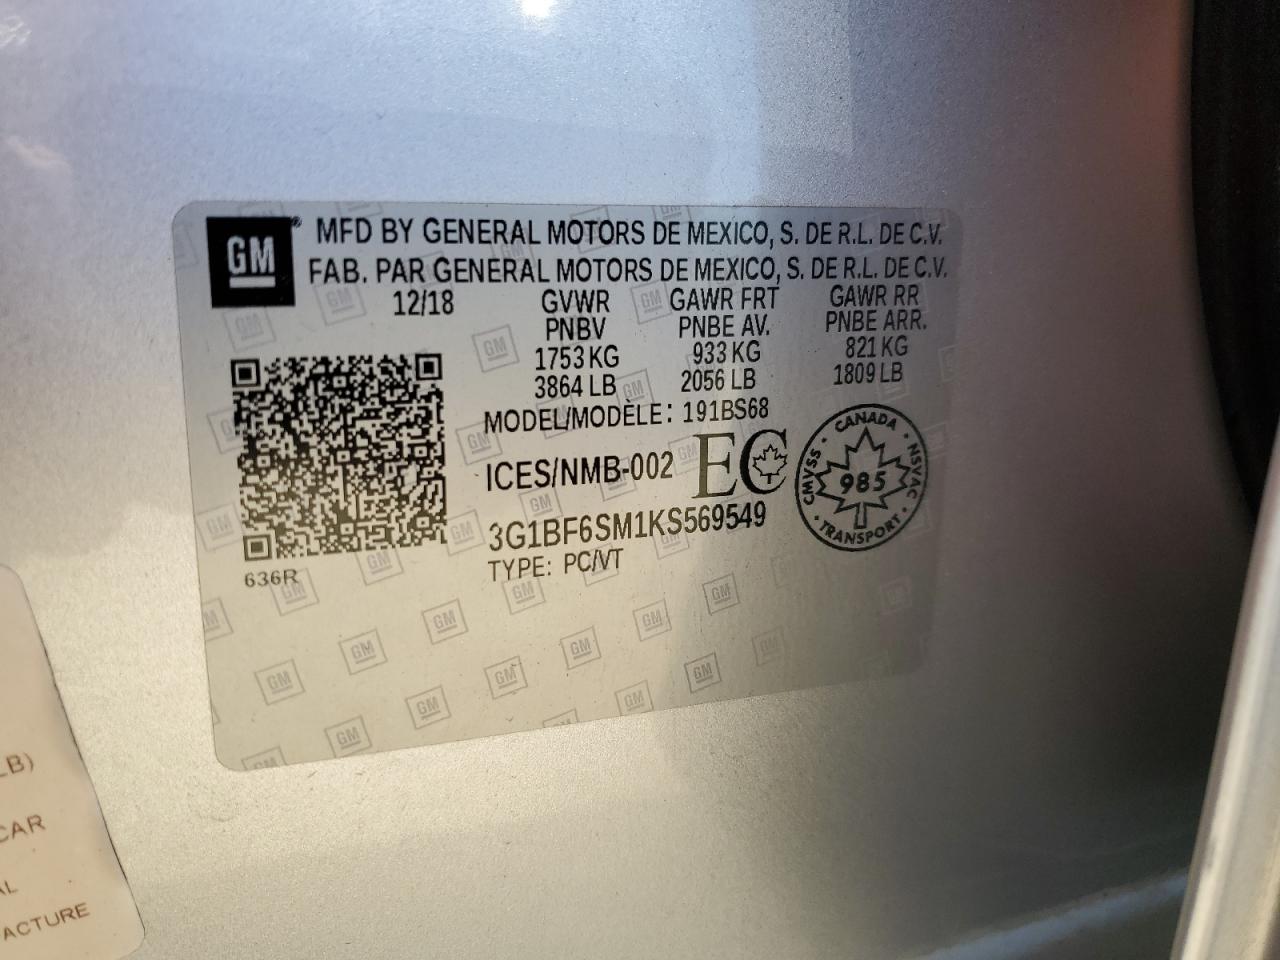 GM® MFD BY GENERAL MOTORS DE MEXICO, S. DE R.L. DE C.V.
FAB. PAR GENERAL MOTORS DE MEXICO, S. DE R.L. DE C.V.
12/18 GVWR GAWR FRT GAWR RR
PNBV PNBE AV. PNBE ARR.
1753 KG 933 KG 821 KG
3864 LB 2056 LB 1809 LB
MODEL/MODÈLE: 191BS68
ICES/NMB-002 EC
CANADA
CMVSS 985 NSVAC
TRANSPORT
3G1BF6SM1KS569549
TYPE: PC/VT
636R
LB)
CAR
AL
ACTURE